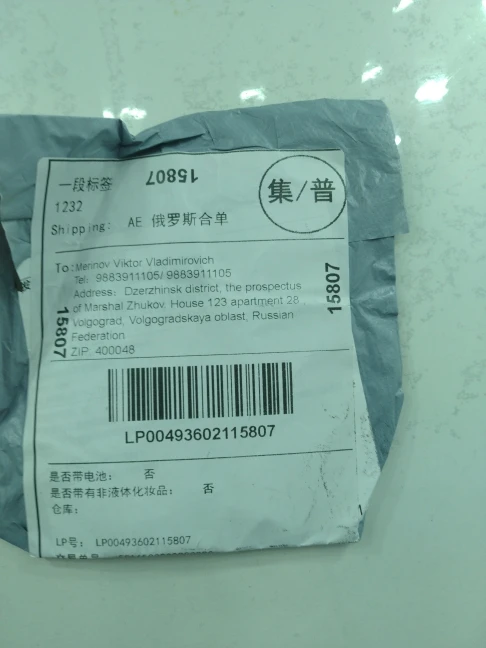 一段标签
15807
集/普
1232
Shipping: AE 俄罗斯合单
To: Merinov Viktor Vladimirovich
Tel: 9883911105/ 9883911105
Address: Dzerzhinsk district, the prospectus
of Marshal Zhukov. House 123 apartment 28 ,
Volgograd, Volgogradskaya oblast, Russian
Federation
ZIP: 400048
15807
15807
LP00493602115807
是否带电池: 否
是否带有非液体化妆品: 否
仓库:
LP号: LP00493602115807